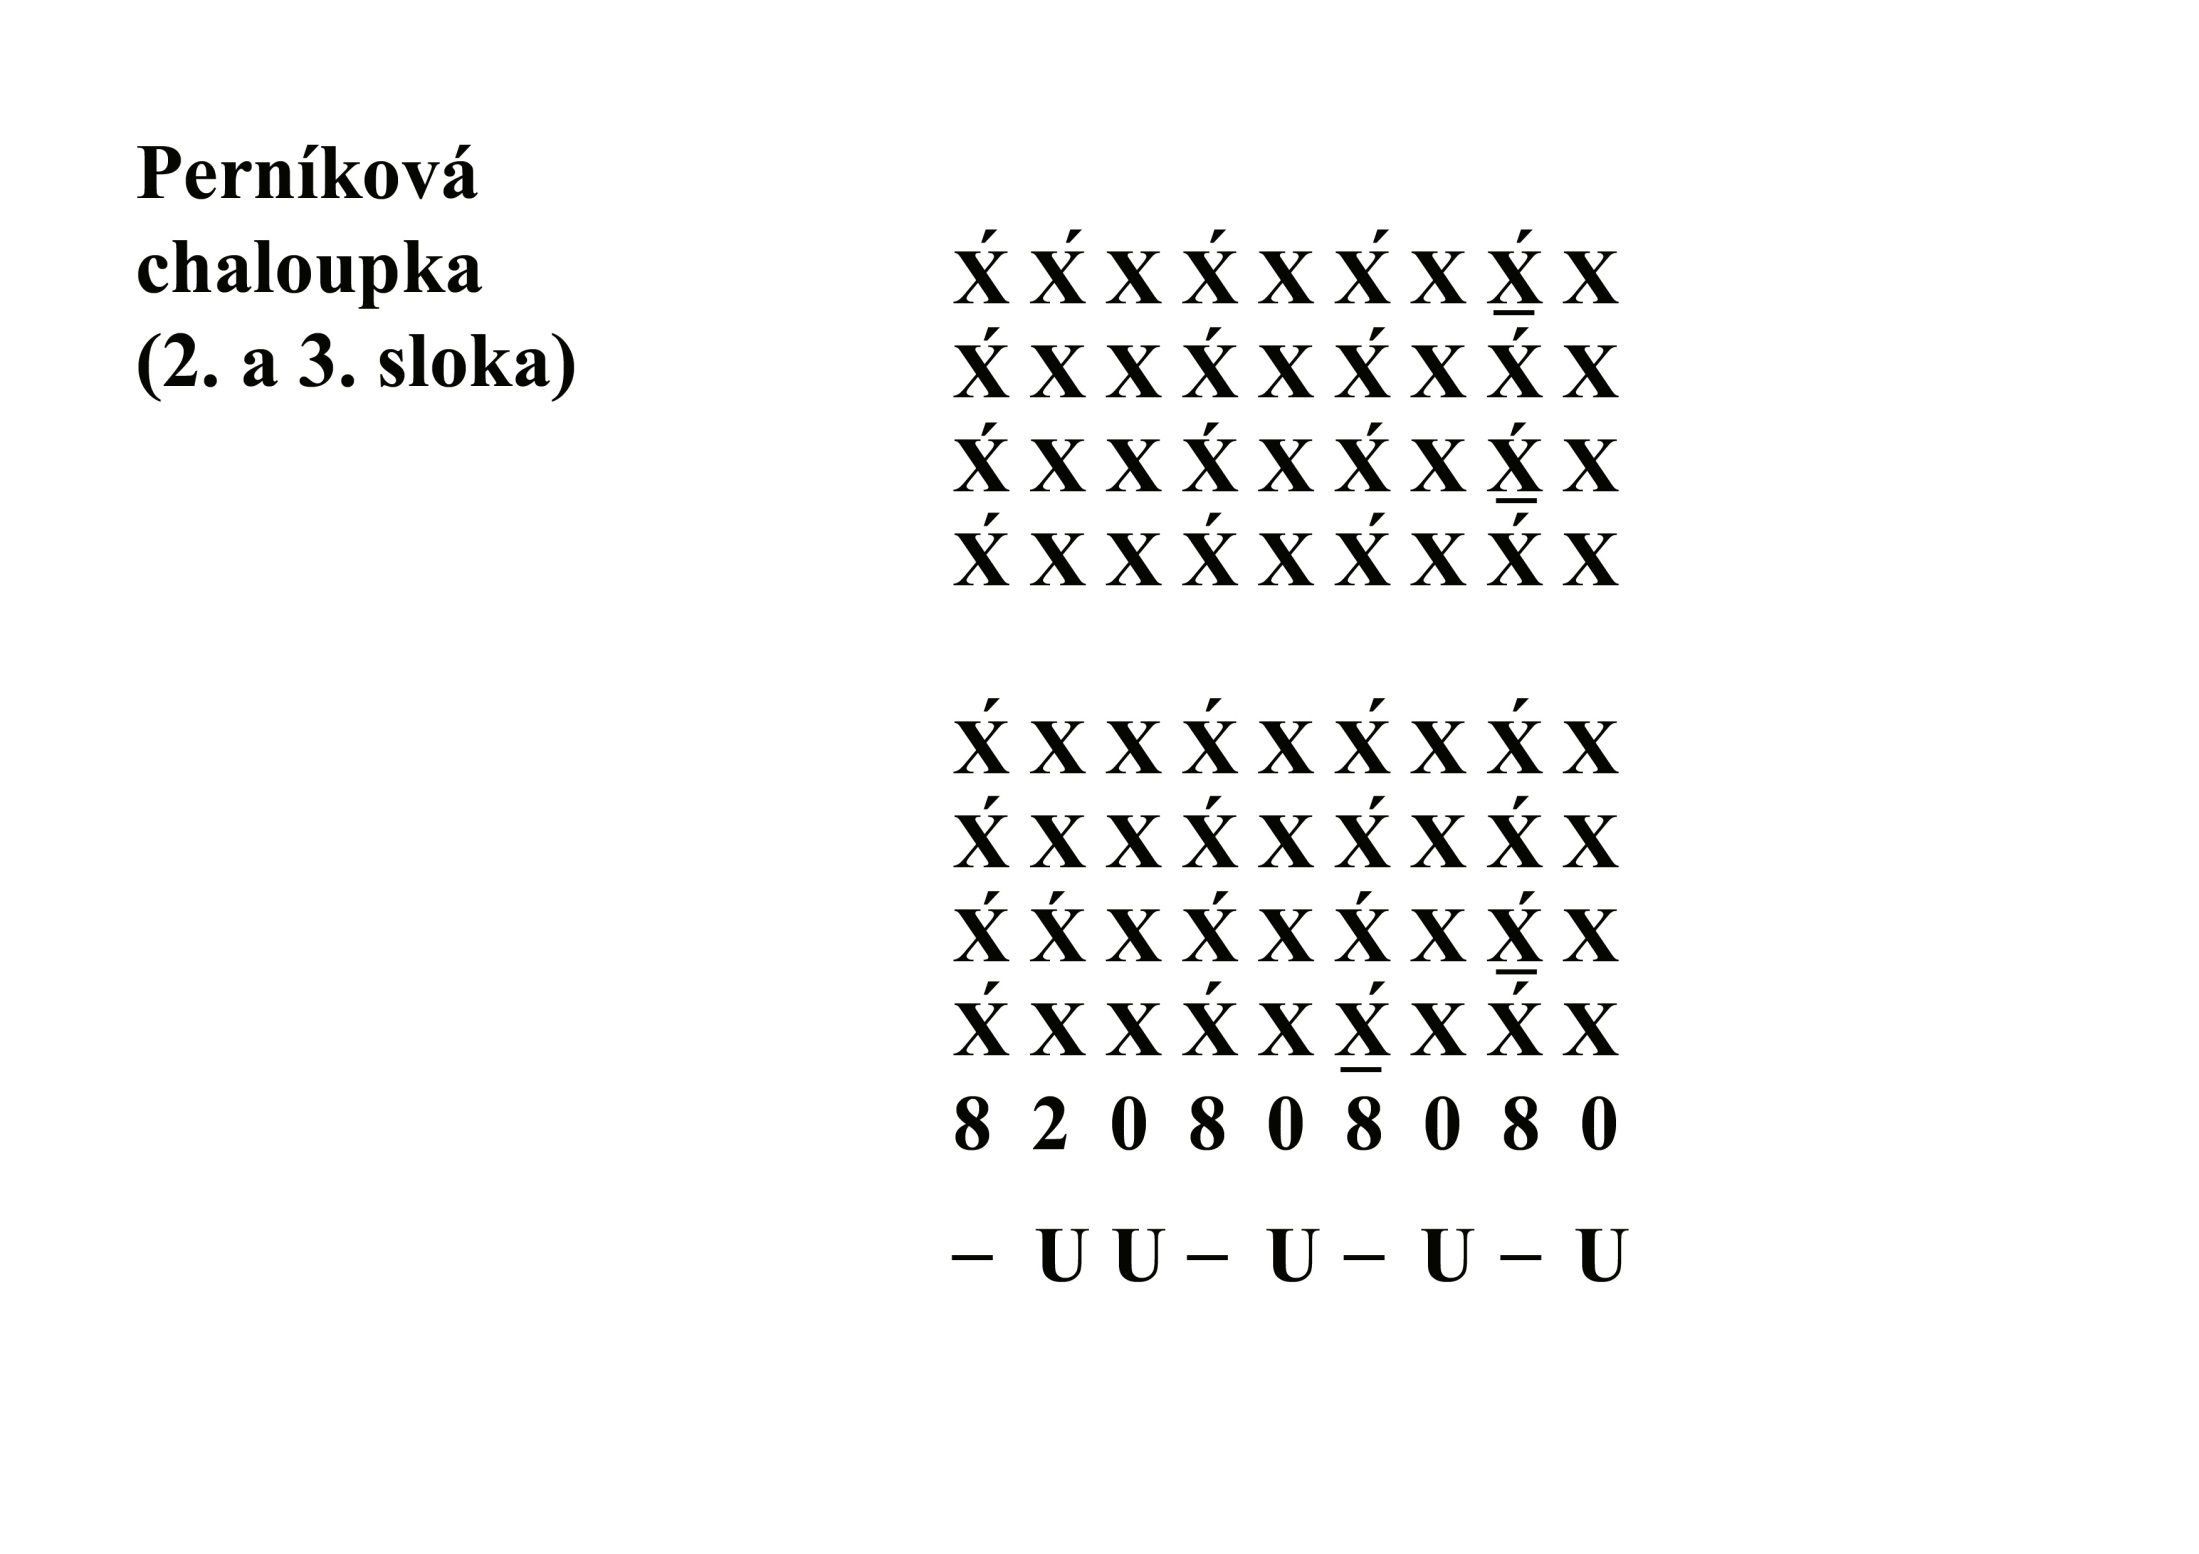 Perníková
chaloupka
(2. a 3. sloka)
X́ X́ X X́ X X́ X X̲́ X
X́ X X X́ X X́ X X́ X
X́ X X X́ X X́ X X̲́ X
X́ X X X́ X X́ X X́ X
X́ X X X́ X X́ X X́ X
X́ X X X́ X X́ X X́ X
X́ X́ X X́ X X́ X X̲́ X
X́ X X X́ X X̲́ X X́ X
8 2 0 8 0 8 0 8 0
– U U – U – U – U